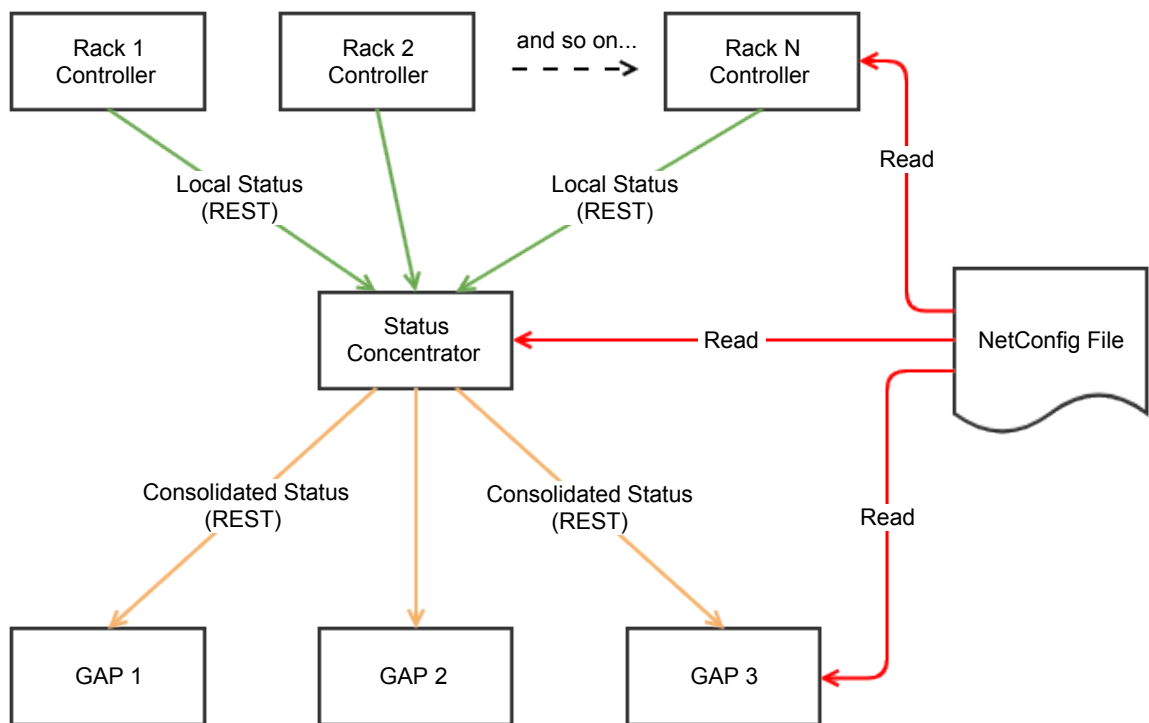 Rack 1
Controller
Rack 2
Controller
and so on...
Rack N
Controller
Read
Local Status
(REST)
Local Status
(REST)
Status
Concentrator
Read
NetConfig File
Consolidated Status
(REST)
Consolidated Status
(REST)
Read
GAP 1
GAP 2
GAP 3